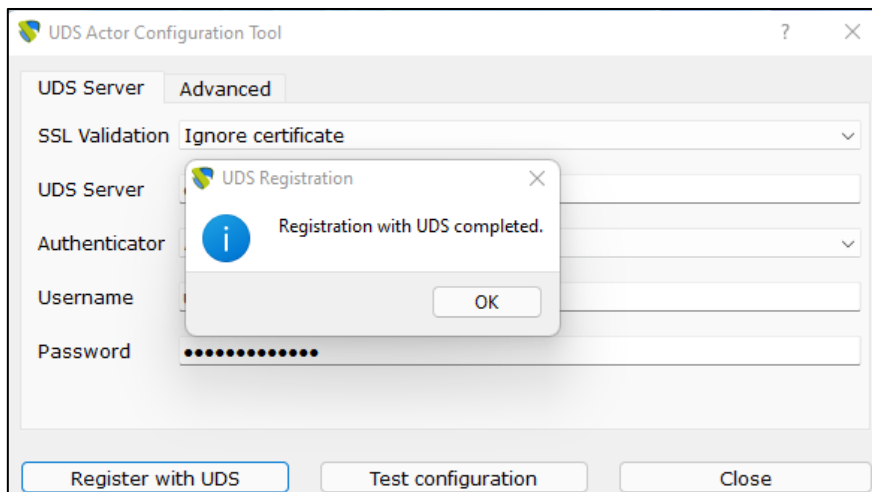 UDS Actor Configuration Tool
?
UDS Server
Advanced
SSL Validation
Ignore certificate
UDS Registration
UDS Server
Registration with UDS completed.
Authenticator
Username
OK
Password
•••••••••••••
Register with UDS
Test configuration
Close